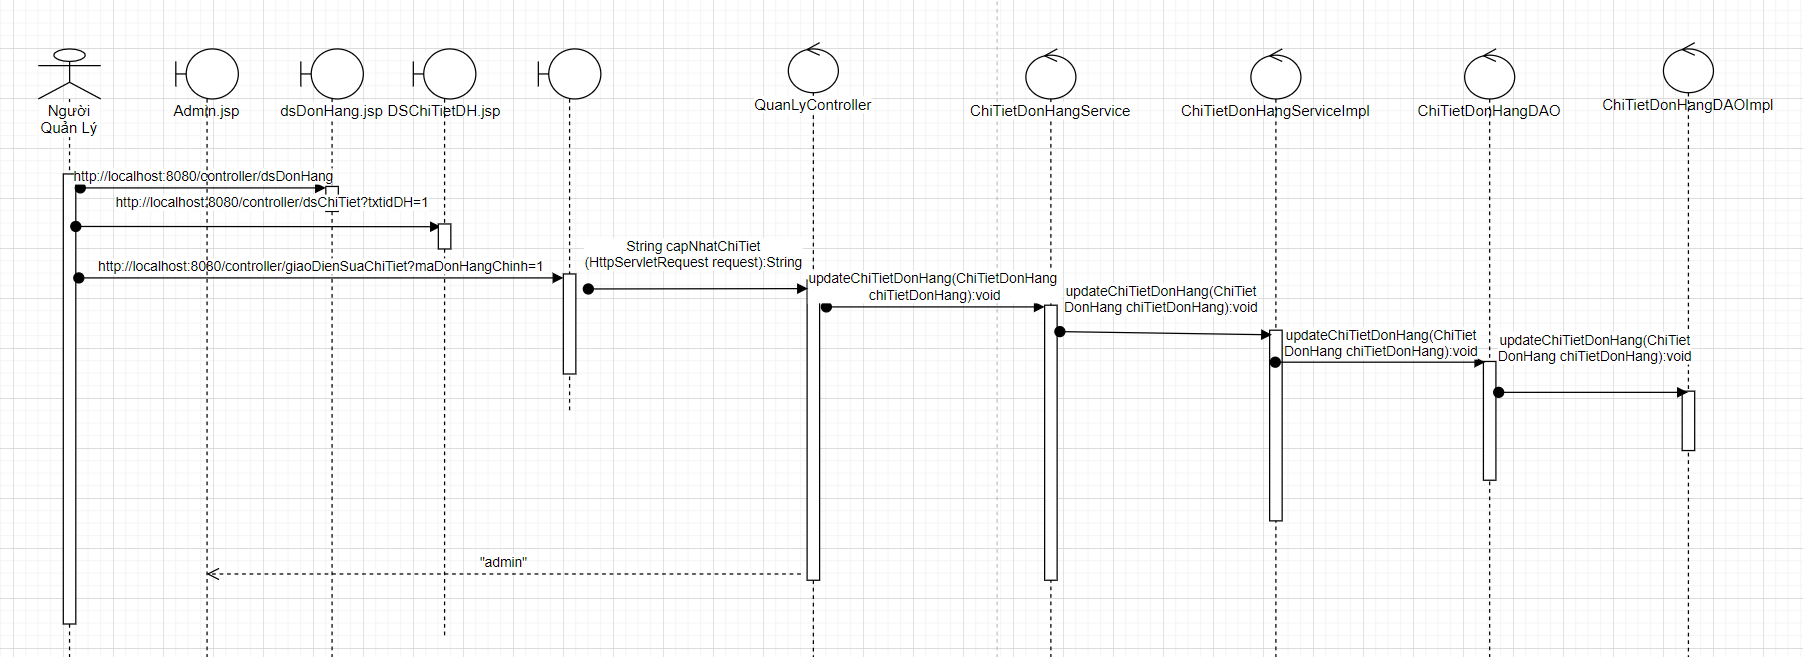 Người
Quản Lý
Admin.jsp
dsDonHang.jsp
DSChiTietDH.jsp
QuanLyController
ChiTietDonHangService
ChiTietDonHangServiceImpl
ChiTietDonHangDAO
ChiTietDonHangDAOImpl
http://localhost:8080/controller/dsDonHang
http://localhost:8080/controller/dsChiTiet?txtidDH=1
http://localhost:8080/controller/giaoDienSuaChiTiet?maDonHangChinh=1
String capNhatChiTiet
(HttpServletRequest request):String
updateChiTietDonHang(ChiTietDonHang
chiTietDonHang):void
updateChiTietDonHang(ChiTiet
DonHang chiTietDonHang):void
updateChiTietDonHang(ChiTiet
DonHang chiTietDonHang):void
updateChiTietDonHang(ChiTiet
DonHang chiTietDonHang):void
"admin"